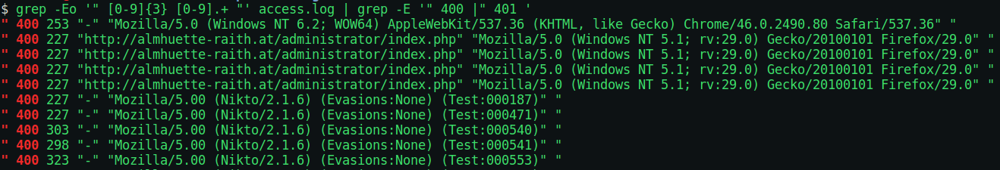 $ grep -Eo '" [0-9]{3} [0-9].+ "' access.log | grep -E '" 400 |" 401 '
" 400 253 "-" "Mozilla/5.0 (Windows NT 6.2; WOW64) AppleWebKit/537.36 (KHTML, like Gecko) Chrome/46.0.2490.80 Safari/537.36" "
" 400 227 "http://almhuette-raith.at/administrator/index.php" "Mozilla/5.0 (Windows NT 5.1; rv:29.0) Gecko/20100101 Firefox/29.0" "
" 400 227 "http://almhuette-raith.at/administrator/index.php" "Mozilla/5.0 (Windows NT 5.1; rv:29.0) Gecko/20100101 Firefox/29.0" "
" 400 227 "http://almhuette-raith.at/administrator/index.php" "Mozilla/5.0 (Windows NT 5.1; rv:29.0) Gecko/20100101 Firefox/29.0" "
" 400 227 "http://almhuette-raith.at/administrator/index.php" "Mozilla/5.0 (Windows NT 5.1; rv:29.0) Gecko/20100101 Firefox/29.0" "
" 400 227 "-" "Mozilla/5.00 (Nikto/2.1.6) (Evasions:None) (Test:000187)" "
" 400 227 "-" "Mozilla/5.00 (Nikto/2.1.6) (Evasions:None) (Test:000471)" "
" 400 303 "-" "Mozilla/5.00 (Nikto/2.1.6) (Evasions:None) (Test:000540)" "
" 400 298 "-" "Mozilla/5.00 (Nikto/2.1.6) (Evasions:None) (Test:000541)" "
" 400 323 "-" "Mozilla/5.00 (Nikto/2.1.6) (Evasions:None) (Test:000553)" "